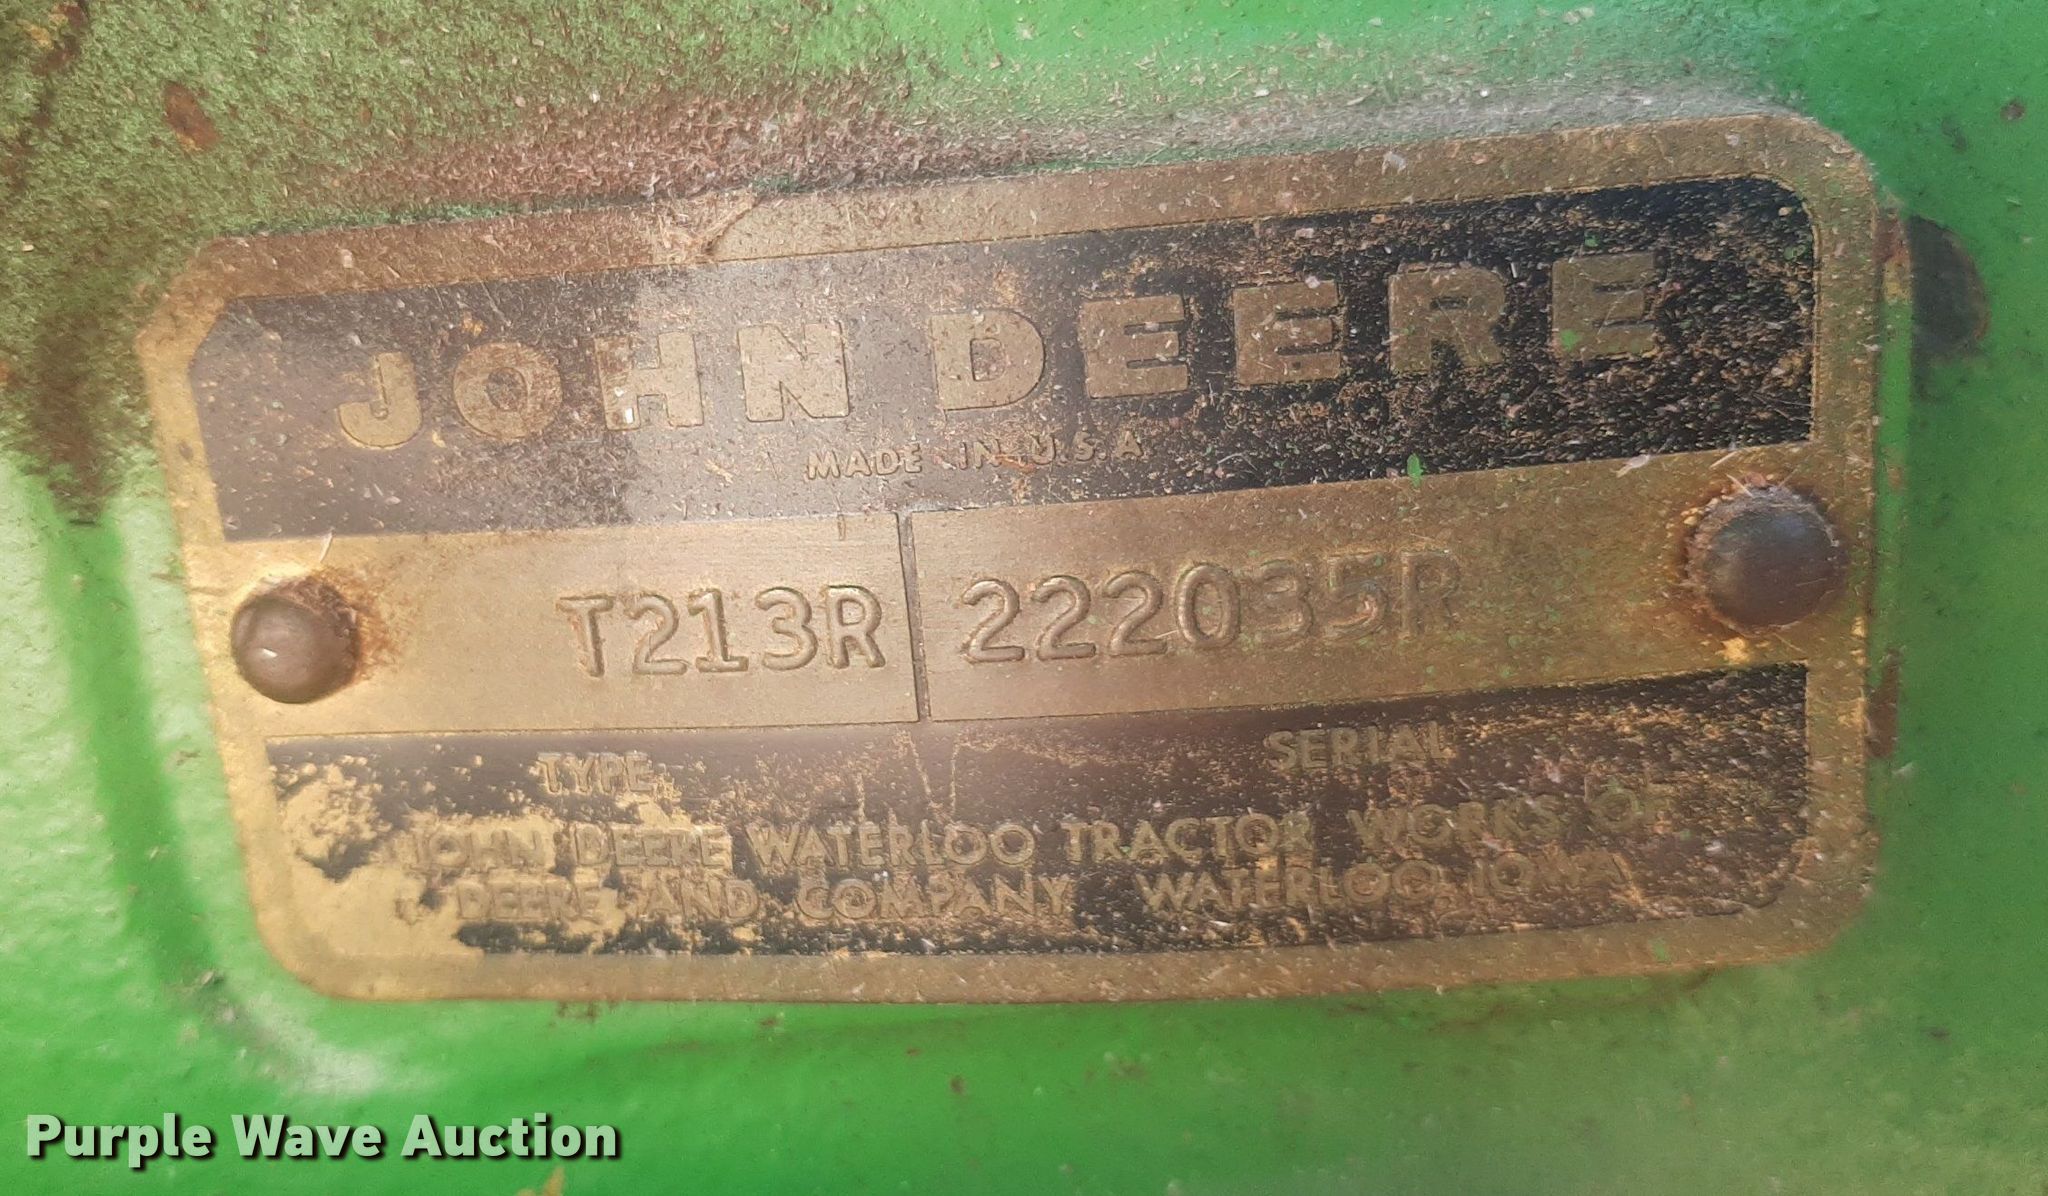 JOHN DEERE
MADE IN U.S.A
T213R 222035R
TYPE SERIAL
JOHN DEERE WATERLOO TRACTOR WORKS OF
DEERE AND COMPANY WATERLOO, IOWA
Purple Wave Auction